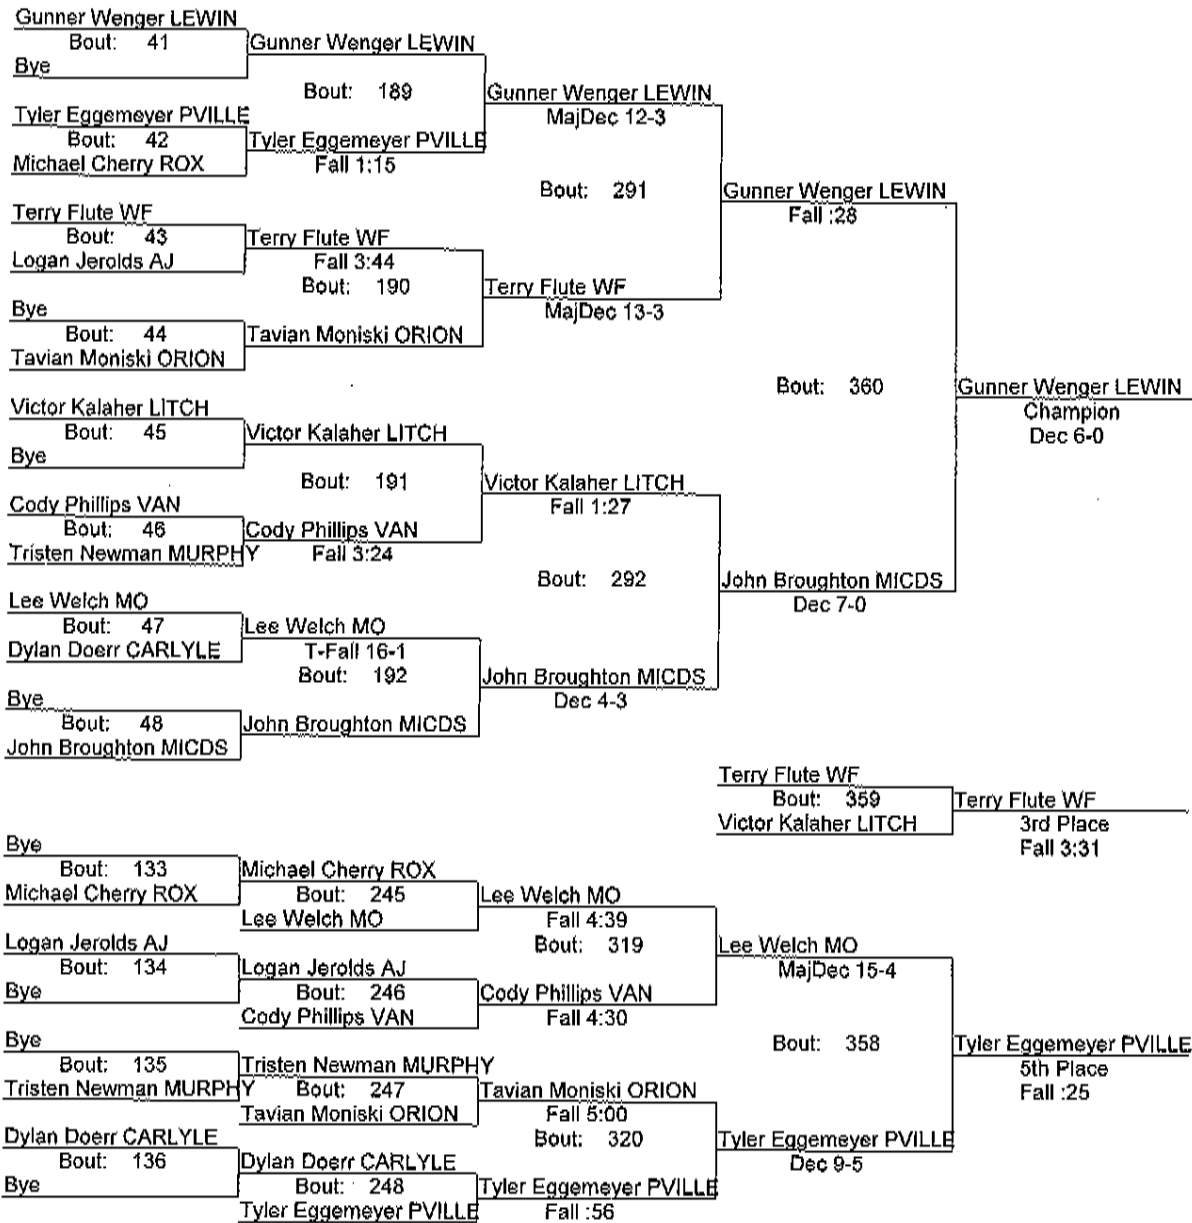 Gunner Wenger LEWIN
Bout: 41
Bye
Gunner Wenger LEWIN
Bout: 189
Tyler Eggemeyer PVILLE
Bout: 42
Michael Cherry ROX
Tyler Eggemeyer PVILLE
Fall 1:15
Gunner Wenger LEWIN
MajDec 12-3
Bout: 291
Terry Flute WF
Bout: 43
Logan Jerolds AJ
Terry Flute WF
Fall 3:44
Bout: 190
Bye
Bout: 44
Tavian Moniski ORION
Tavian Moniski ORION
Terry Flute WF
MajDec 13-3
Gunner Wenger LEWIN
Fall :28
Bout: 360
Gunner Wenger LEWIN
Champion
Dec 6-0
Victor Kalaher LITCH
Bout: 45
Bye
Victor Kalaher LITCH
Bout: 191
Cody Phillips VAN
Bout: 46
Tristen Newman MURPHY
Cody Phillips VAN
Fall 3:24
Victor Kalaher LITCH
Fall 1:27
Bout: 292
Lee Welch MO
Bout: 47
Dylan Doerr CARLYLE
Lee Welch MO
T-Fall 16-1
Bout: 192
Bye
Bout: 48
John Broughton MICDS
John Broughton MICDS
John Broughton MICDS
Dec 4-3
John Broughton MICDS
Dec 7-0
Terry Flute WF
Bout: 359
Victor Kalaher LITCH
Terry Flute WF
3rd Place
Fall 3:31
Bye
Bout: 133
Michael Cherry ROX
Michael Cherry ROX
Bout: 245
Lee Welch MO
Lee Welch MO
Fall 4:39
Bout: 319
Logan Jerolds AJ
Bout: 134
Bye
Logan Jerolds AJ
Bout: 246
Cody Phillips VAN
Cody Phillips VAN
Fall 4:30
Lee Welch MO
MajDec 15-4
Bout: 358
Bye
Bout: 135
Tristen Newman MURPHY
Tristen Newman MURPHY
Bout: 247
Tavian Moniski ORION
Tavian Moniski ORION
Fall 5:00
Bout: 320
Dylan Doerr CARLYLE
Bout: 136
Bye
Dylan Doerr CARLYLE
Bout: 248
Tyler Eggemeyer PVILLE
Tyler Eggemeyer PVILLE
Fall :56
Tyler Eggemeyer PVILLE
Dec 9-5
Tyler Eggemeyer PVILLE
5th Place
Fall :25